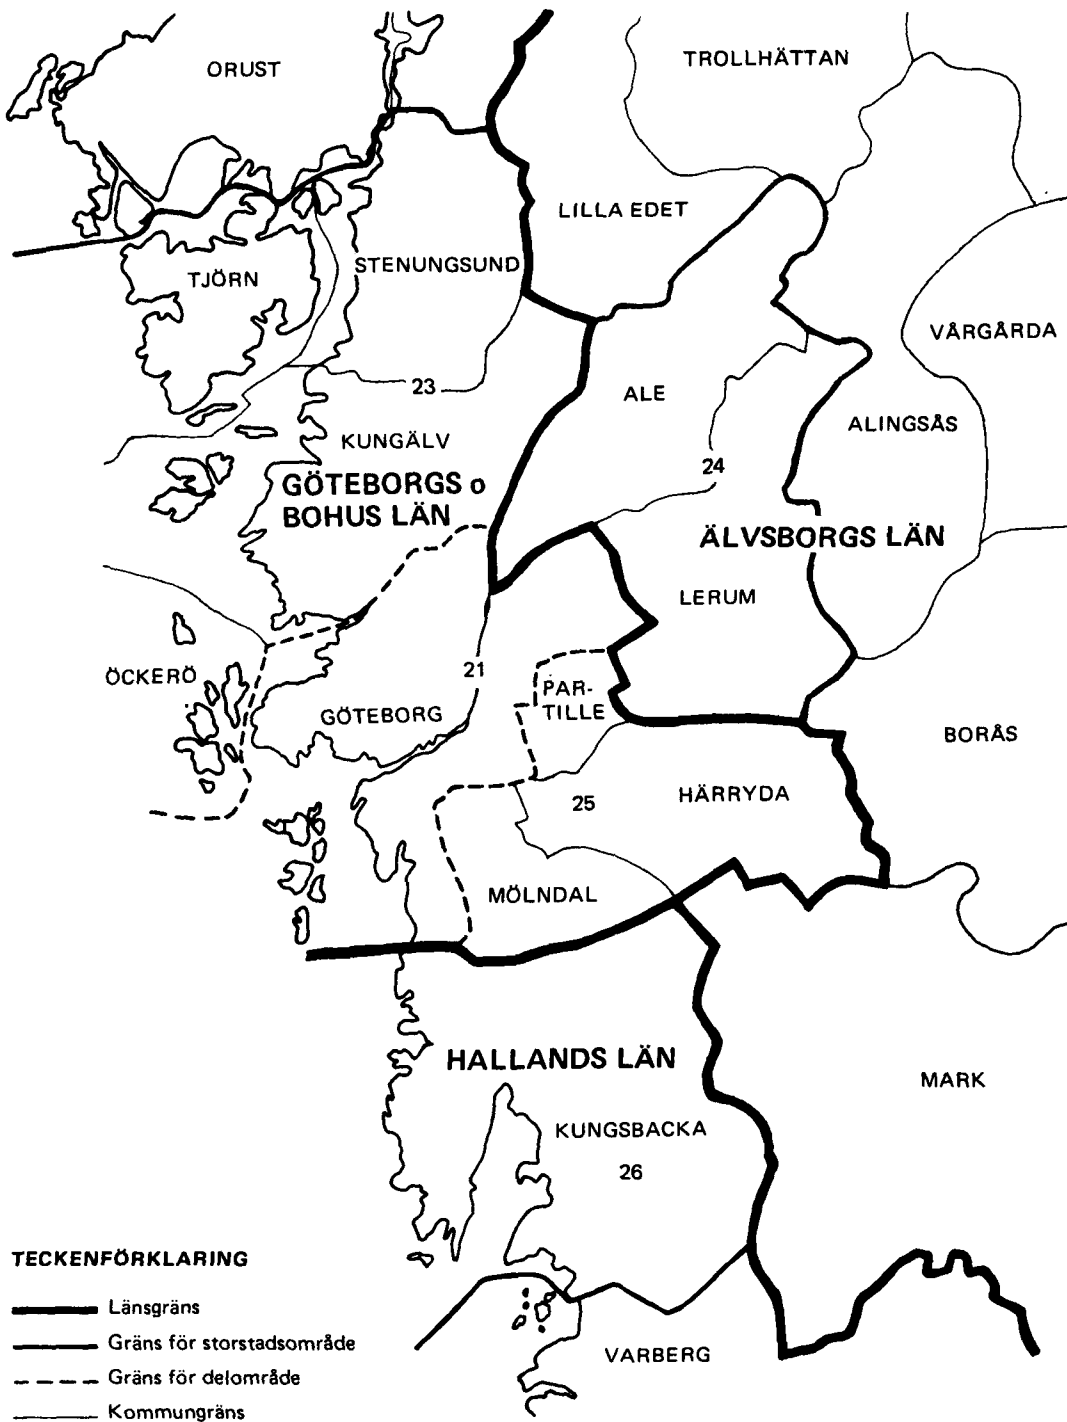 ORUST
TROLLHÄTTAN
LILLA EDET
STENUNGSUND
TJÖRN
VÅRGÅRDA
23
ALE
ALINGSÅS
KUNGÄLV
24
GÖTEBORGS o
BOHUS LÄN
ÄLVSBORGS LÄN
LERUM
ÖCKERÖ
21
PAR-
TILLE
GÖTEBORG
BORÅS
25
HÄRRYDA
MÖLNDAL
HALLANDS LÄN
MARK
KUNGSBACKA
26
VARBERG
TECKENFÖRKLARING
Länsgräns
Gräns för storstadsområde
Gräns för delområde
Kommungräns